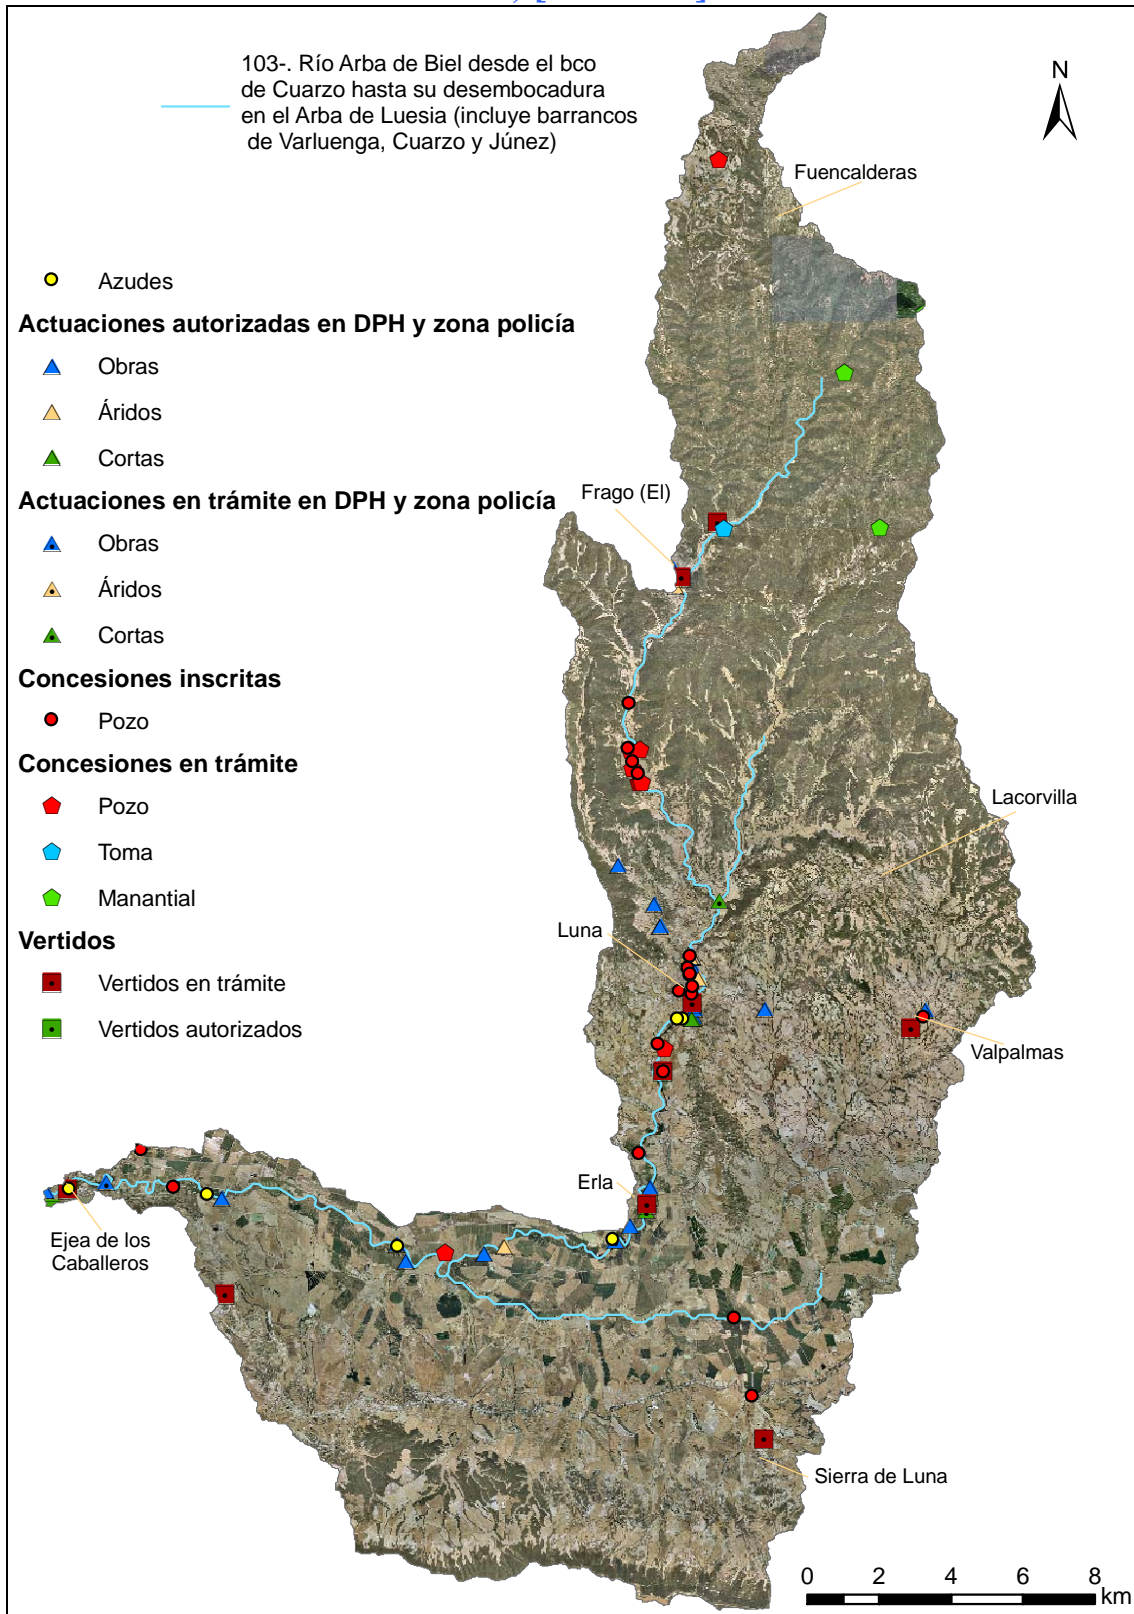 103-. Río Arba de Biel desde el bco
de Cuarzo hasta su desembocadura
en el Arba de Luesia (incluye barrancos
de Varluenga, Cuarzo y Júnez)
N
Fuencalderas
Azudes
Actuaciones autorizadas en DPH y zona policía
Obras
Áridos
Cortas
Actuaciones en trámite en DPH y zona policía
Frago (El)
Obras
Áridos
Cortas
Concesiones inscritas
Pozo
Concesiones en trámite
Pozo
Lacorvilla
Toma
Manantial
Vertidos
Luna
Vertidos en trámite
Vertidos autorizados
Valpalmas
Erla
Ejea de los
Caballeros
Sierra de Luna
0 2 4 6 8
km